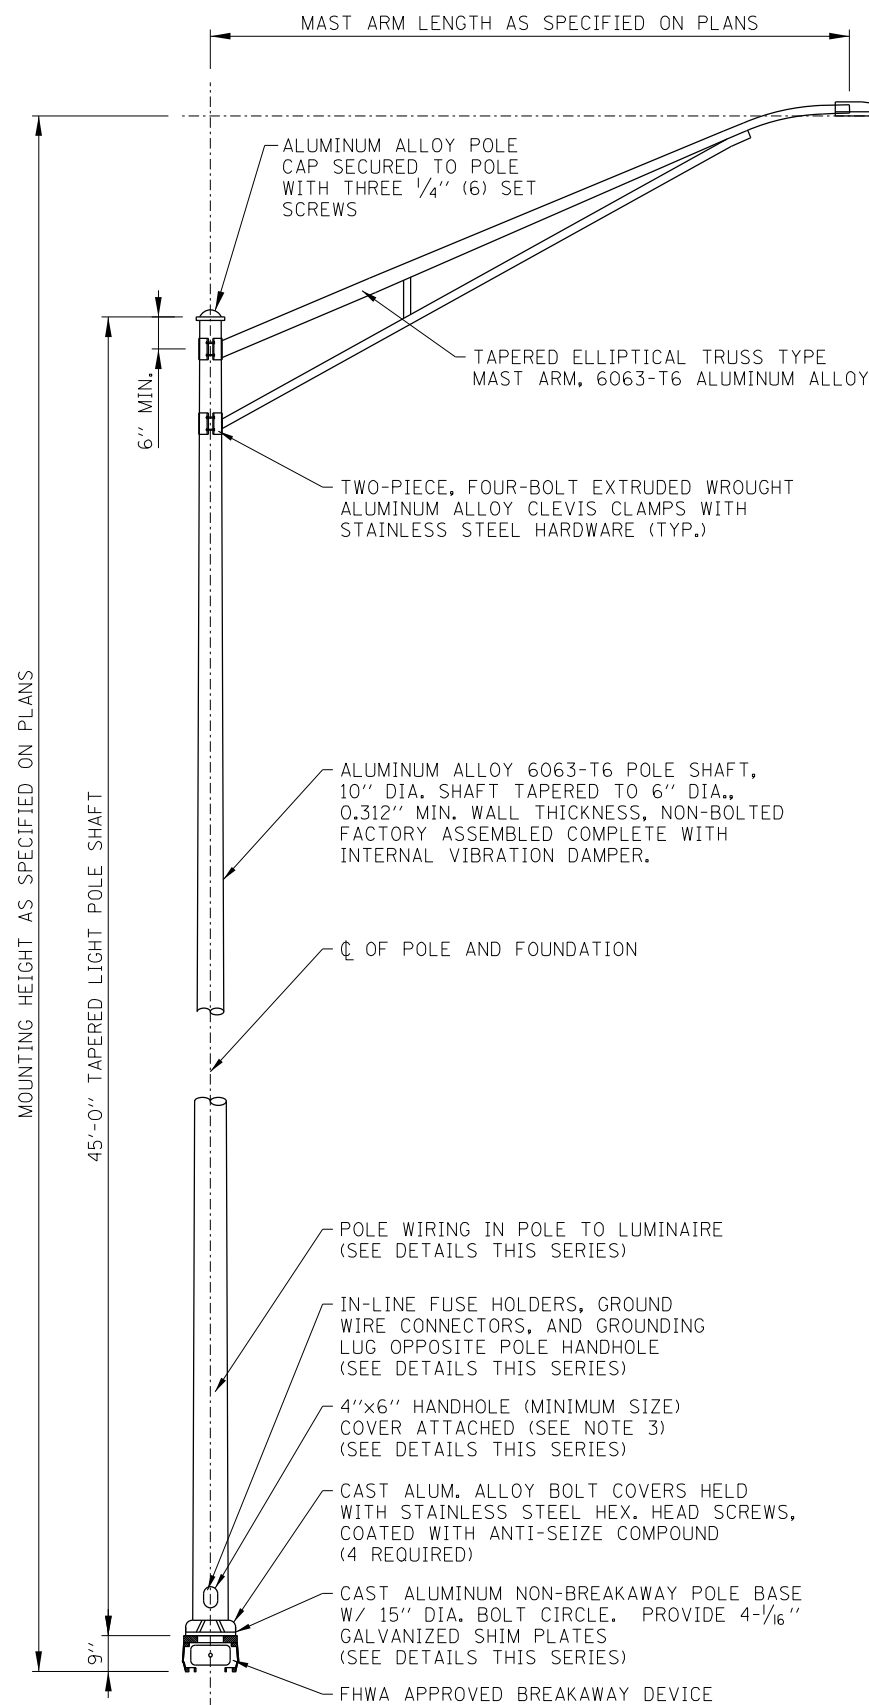 MAST ARM LENGTH AS SPECIFIED ON PLANS
ALUMINUM ALLOY POLE
CAP SECURED TO POLE
WITH THREE 1/4'' (6) SET
SCREWS
TAPERED ELLIPTICAL TRUSS TYPE
MAST ARM, 6063-T6 ALUMINUM ALLOY
6'' MIN.
TWO-PIECE, FOUR-BOLT EXTRUDED WROUGHT
ALUMINUM ALLOY CLEVIS CLAMPS WITH
STAINLESS STEEL HARDWARE (TYP.)
MOUNTING HEIGHT AS SPECIFIED ON PLANS
45'-0'' TAPERED LIGHT POLE SHAFT
ALUMINUM ALLOY 6063-T6 POLE SHAFT,
10'' DIA. SHAFT TAPERED TO 6'' DIA.,
0.312'' MIN. WALL THICKNESS, NON-BOLTED
FACTORY ASSEMBLED COMPLETE WITH
INTERNAL VIBRATION DAMPER.
℄ OF POLE AND FOUNDATION
POLE WIRING IN POLE TO LUMINAIRE
(SEE DETAILS THIS SERIES)
IN-LINE FUSE HOLDERS, GROUND
WIRE CONNECTORS, AND GROUNDING
LUG OPPOSITE POLE HANDHOLE
(SEE DETAILS THIS SERIES)
4''x6'' HANDHOLE (MINIMUM SIZE)
COVER ATTACHED (SEE NOTE 3)
(SEE DETAILS THIS SERIES)
CAST ALUM. ALLOY BOLT COVERS HELD
WITH STAINLESS STEEL HEX. HEAD SCREWS,
COATED WITH ANTI-SEIZE COMPOUND
(4 REQUIRED)
CAST ALUMINUM NON-BREAKAWAY POLE BASE
W/ 15'' DIA. BOLT CIRCLE. PROVIDE 4-1/16''
GALVANIZED SHIM PLATES
(SEE DETAILS THIS SERIES)
9''
FHWA APPROVED BREAKAWAY DEVICE